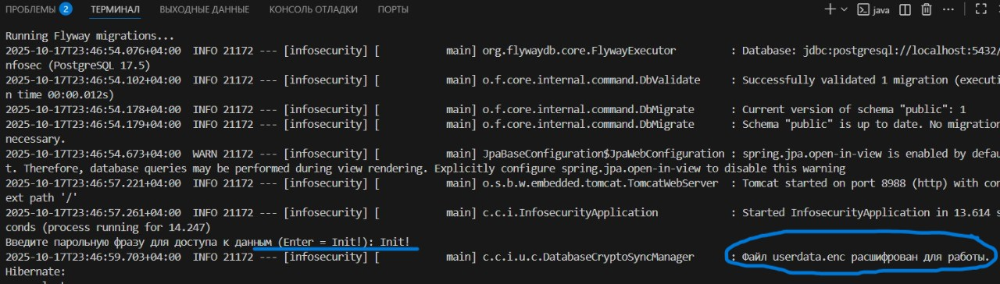 ПРОБЛЕМЫ 2 ТЕРМИНАЛ ВЫХОДНЫЕ ДАННЫЕ КОНСОЛЬ ОТЛАДКИ ПОРТЫ java
Running Flyway migrations...
2025-10-17T23:46:54.076+04:00  INFO 21172 --- [infosecurity] [           main] org.flywaydb.core.FlywayExecutor         : Database: jdbc:postgresql://localhost:5432/
nfosec (PostgreSQL 17.5)
2025-10-17T23:46:54.102+04:00  INFO 21172 --- [infosecurity] [           main] o.f.core.internal.command.DbValidate     : Successfully validated 1 migration (executi
n time 00:00.012s)
2025-10-17T23:46:54.178+04:00  INFO 21172 --- [infosecurity] [           main] o.f.core.internal.command.DbMigrate      : Current version of schema "public": 1
2025-10-17T23:46:54.179+04:00  INFO 21172 --- [infosecurity] [           main] o.f.core.internal.command.DbMigrate      : Schema "public" is up to date. No migration
necessary.
2025-10-17T23:46:54.673+04:00  WARN 21172 --- [infosecurity] [           main] JpaBaseConfiguration$JpaWebConfiguration : spring.jpa.open-in-view is enabled by defau
t. Therefore, database queries may be performed during view rendering. Explicitly configure spring.jpa.open-in-view to disable this warning
2025-10-17T23:46:57.221+04:00  INFO 21172 --- [infosecurity] [           main] o.s.b.w.embedded.tomcat.TomcatWebServer  : Tomcat started on port 8988 (http) with con
ext path '/'
2025-10-17T23:46:57.261+04:00  INFO 21172 --- [infosecurity] [           main] c.c.i.InfosecurityApplication            : Started InfosecurityApplication in 13.614 s
conds (process running for 14.247)
Введите парольную фразу для доступа к данным (Enter = Init!): Init!
2025-10-17T23:46:59.703+04:00  INFO 21172 --- [infosecurity] [           main] c.c.i.u.c.DatabaseCryptoSyncManager      : Файл userdata.enc расшифрован для работы.
Hibernate: